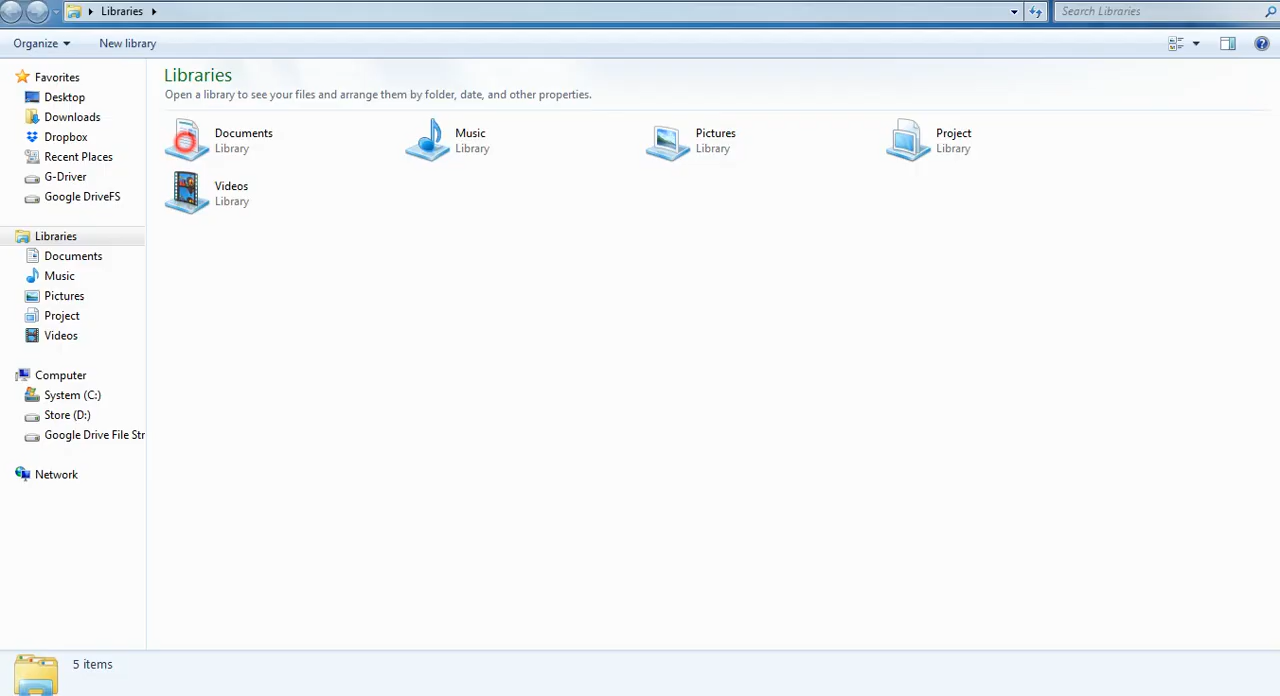 Libraries
Search Libraries
Organize
New library
Favorites
Desktop
Downloads
Dropbox
Recent Places
G-Driver
Google DriveFS
Libraries
Documents
Music
Pictures
Project
Videos
Computer
System (C:)
Store (D:)
Google Drive File Str
Network
Libraries
Open a library to see your files and arrange them by folder, date, and other properties.
Documents
Library
Music
Library
Pictures
Library
Project
Library
Videos
Library
5 items